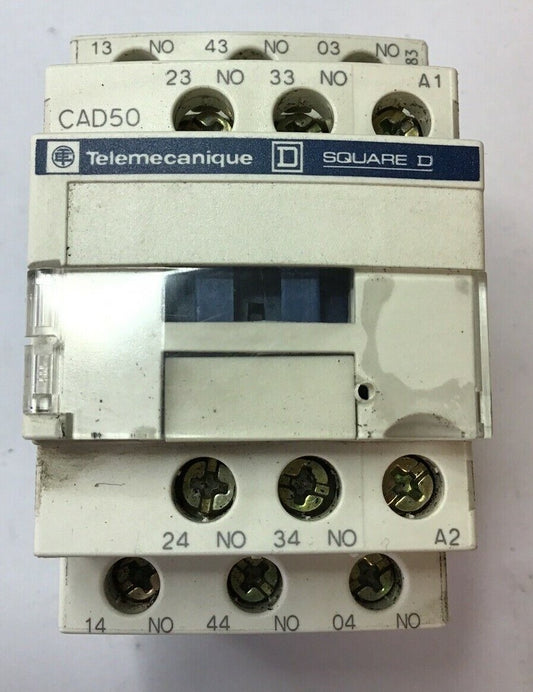 13 NO 43 NO 03 NO 83
23 NO 33 NO A1
CAD50
Telemecanique D SQUARE D
24 NO 34 NO A2
14 NO 44 NO 04 NO